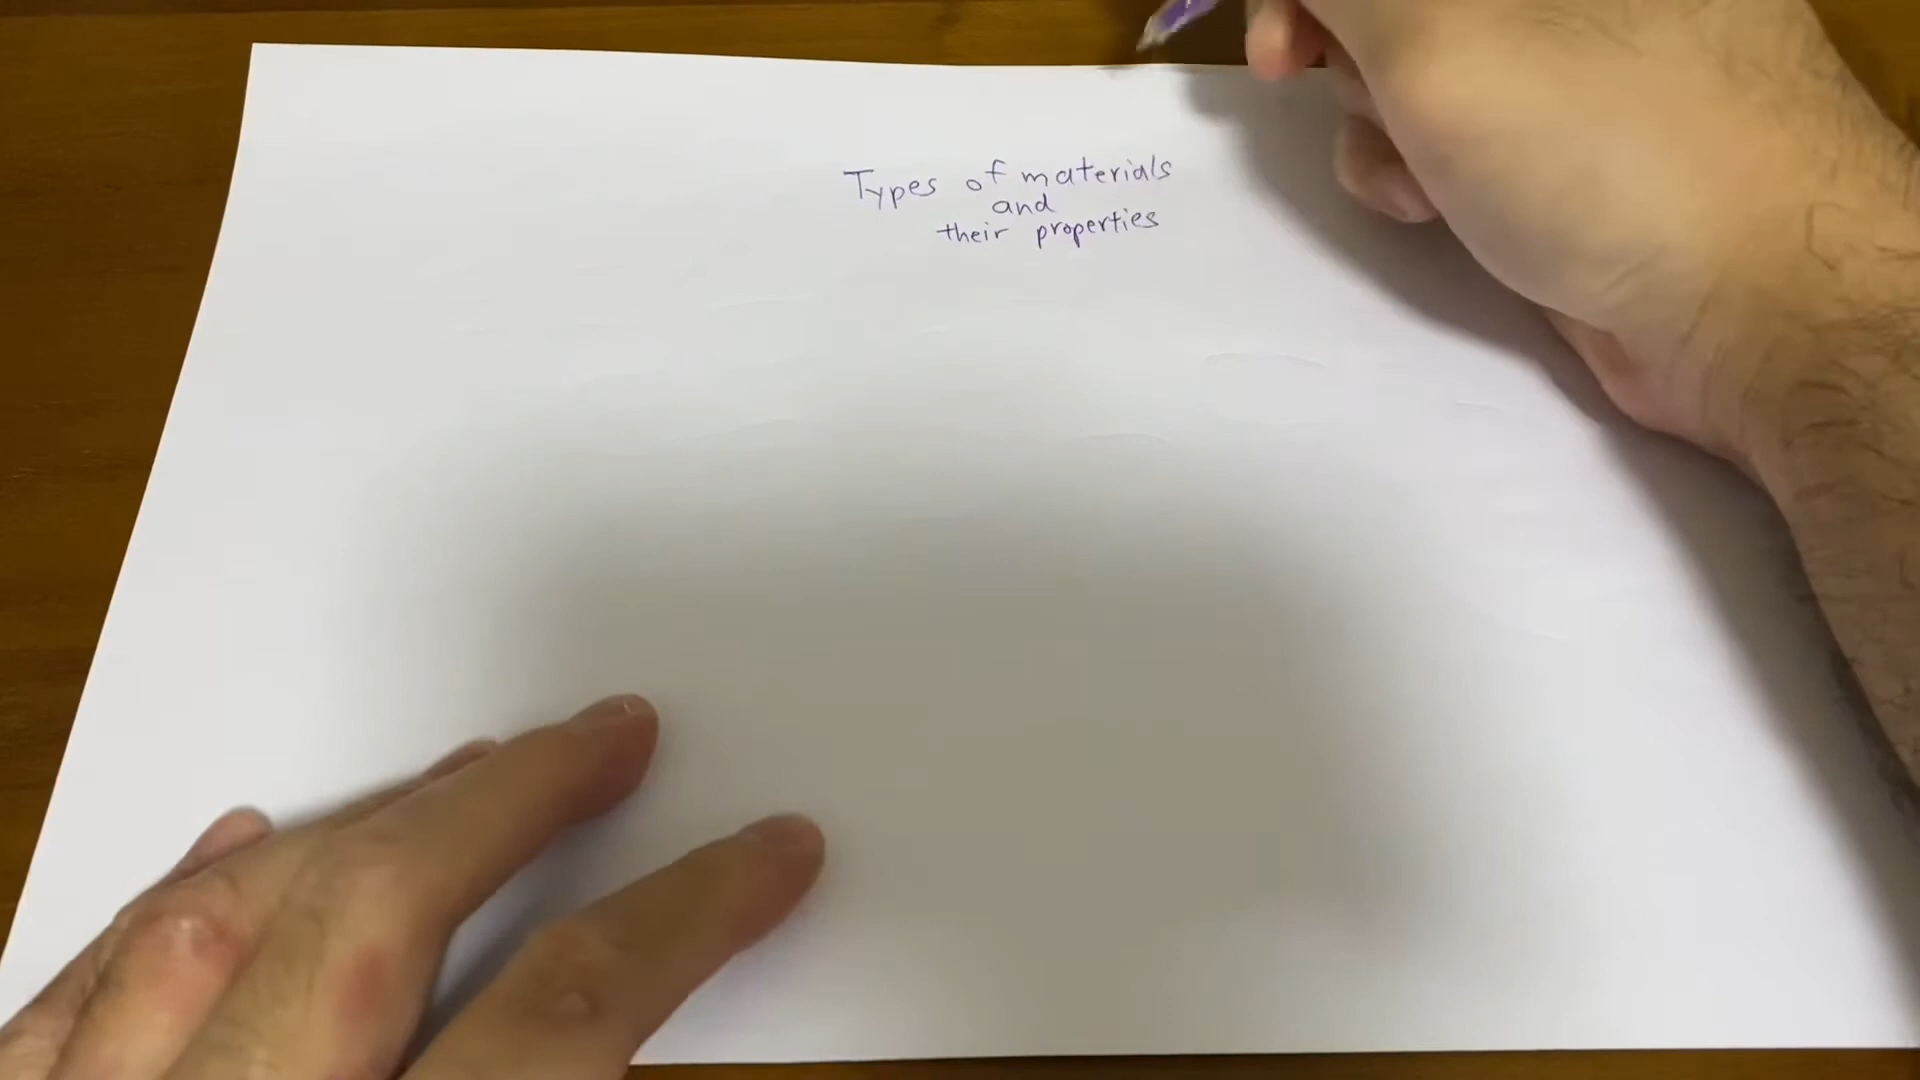 Types of materials
and
their properties